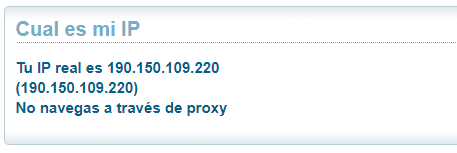 Cual es mi IP
Tu IP real es 190.150.109.220
(190.150.109.220)
No navegas a través de proxy